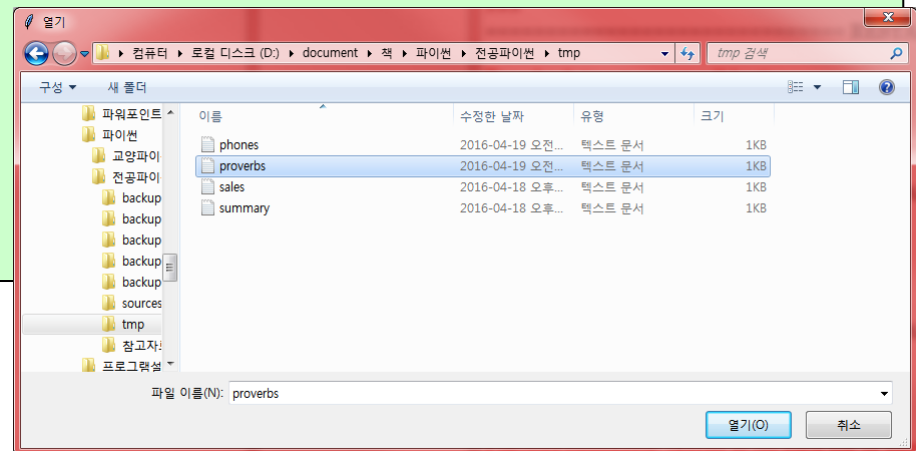 열기
컴퓨터 ▸ 로컬 디스크 (D:) ▸ document ▸ 책 ▸ 파이썬 ▸ 전공파이썬 ▸ tmp
tmp 검색
구성 ▼ 새 폴더
이름 수정한 날짜 유형 크기
파워포인트
파이썬
교양파이
전공파이
backup
backup
backup
backup
backup
sources
tmp
참고자
프로그램설
phones 2016-04-19 오전... 텍스트 문서 1KB
proverbs 2016-04-19 오전... 텍스트 문서 1KB
sales 2016-04-18 오후... 텍스트 문서 1KB
summary 2016-04-18 오후... 텍스트 문서 1KB
파일 이름(N): proverbs
열기(O) 취소